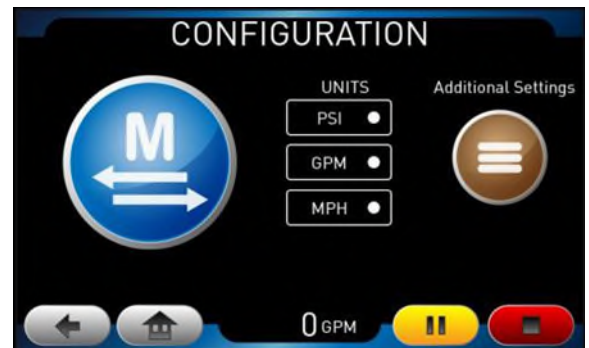 CONFIGURATION
UNITS
Additional Settings
M
PSI
GPM
MPH
0 GPM